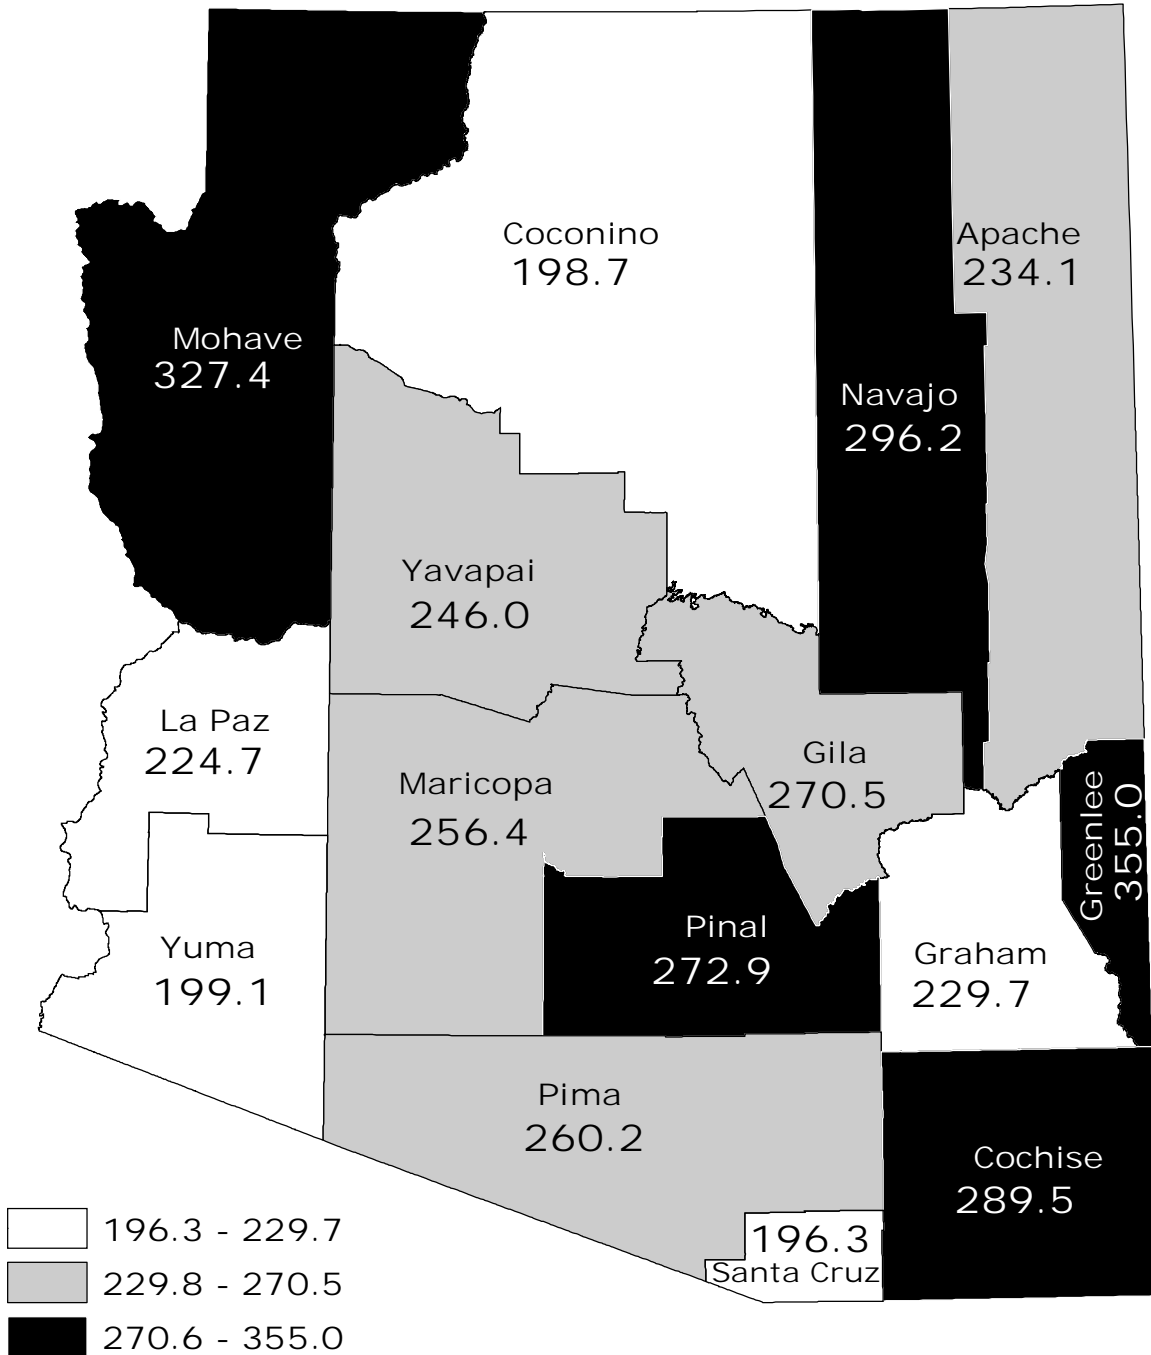 Coconino
198.7
Apache
234.1
Mohave
327.4
Navajo
296.2
Yavapai
246.0
La Paz
224.7
Maricopa
256.4
Gila
270.5
Greenlee
355.0
Yuma
199.1
Pinal
272.9
Graham
229.7
Pima
260.2
Cochise
289.5
196.3
Santa Cruz
196.3 - 229.7
229.8 - 270.5
270.6 - 355.0